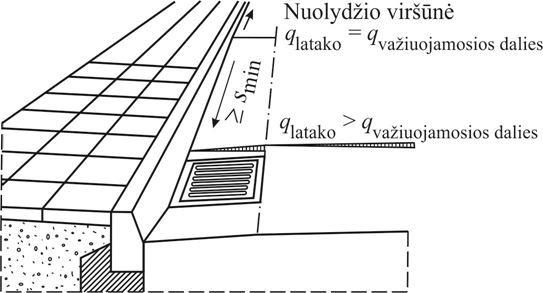 Nuolydžio viršūnė
qlatako = qvažiuojamosios dalies
≥ smin
qlatako > qvažiuojamosios dalies